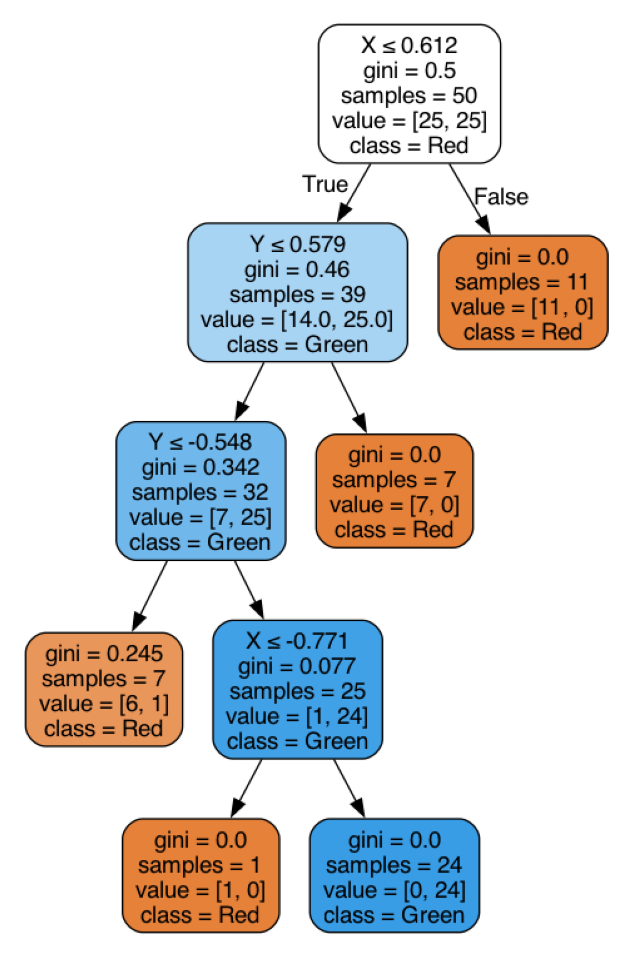 X ≤ 0.612
gini = 0.5
samples = 50
value = [25, 25]
class = Red
True
False
Y ≤ 0.579
gini = 0.46
samples = 39
value = [14.0, 25.0]
class = Green
gini = 0.0
samples = 11
value = [11, 0]
class = Red
Y ≤ -0.548
gini = 0.342
samples = 32
value = [7, 25]
class = Green
gini = 0.0
samples = 7
value = [7, 0]
class = Red
gini = 0.245
samples = 7
value = [6, 1]
class = Red
X ≤ -0.771
gini = 0.077
samples = 25
value = [1, 24]
class = Green
gini = 0.0
samples = 1
value = [1, 0]
class = Red
gini = 0.0
samples = 24
value = [0, 24]
class = Green